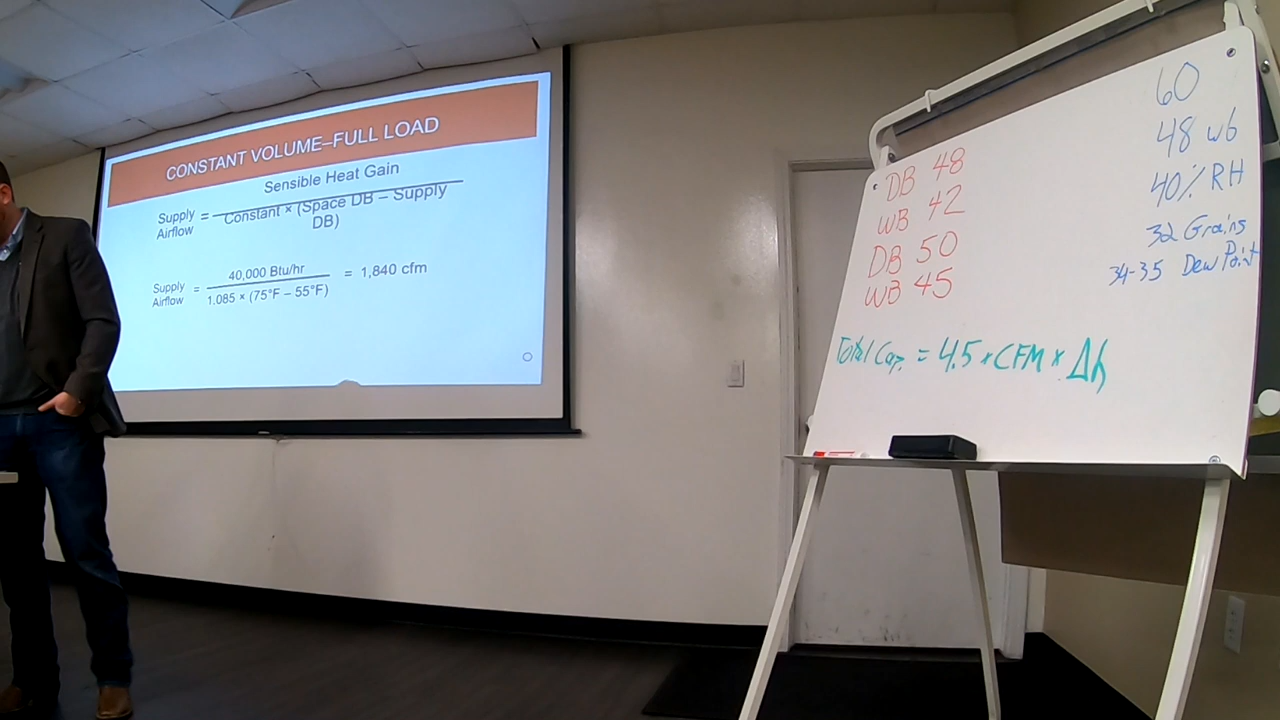 CONSTANT VOLUME–FULL LOAD
Sensible Heat Gain
Supply Airflow = Constant × (Space DB – Supply DB)
40,000 Btu/hr
Supply Airflow = 1.085 × (75°F – 55°F) = 1,840 cfm
DB 48
WB 42
DB 50
WB 45
60
48 wb
40% RH
32 Grains
34-35 Dew Point
Total Cap. = 4.5 × CFM × Δh